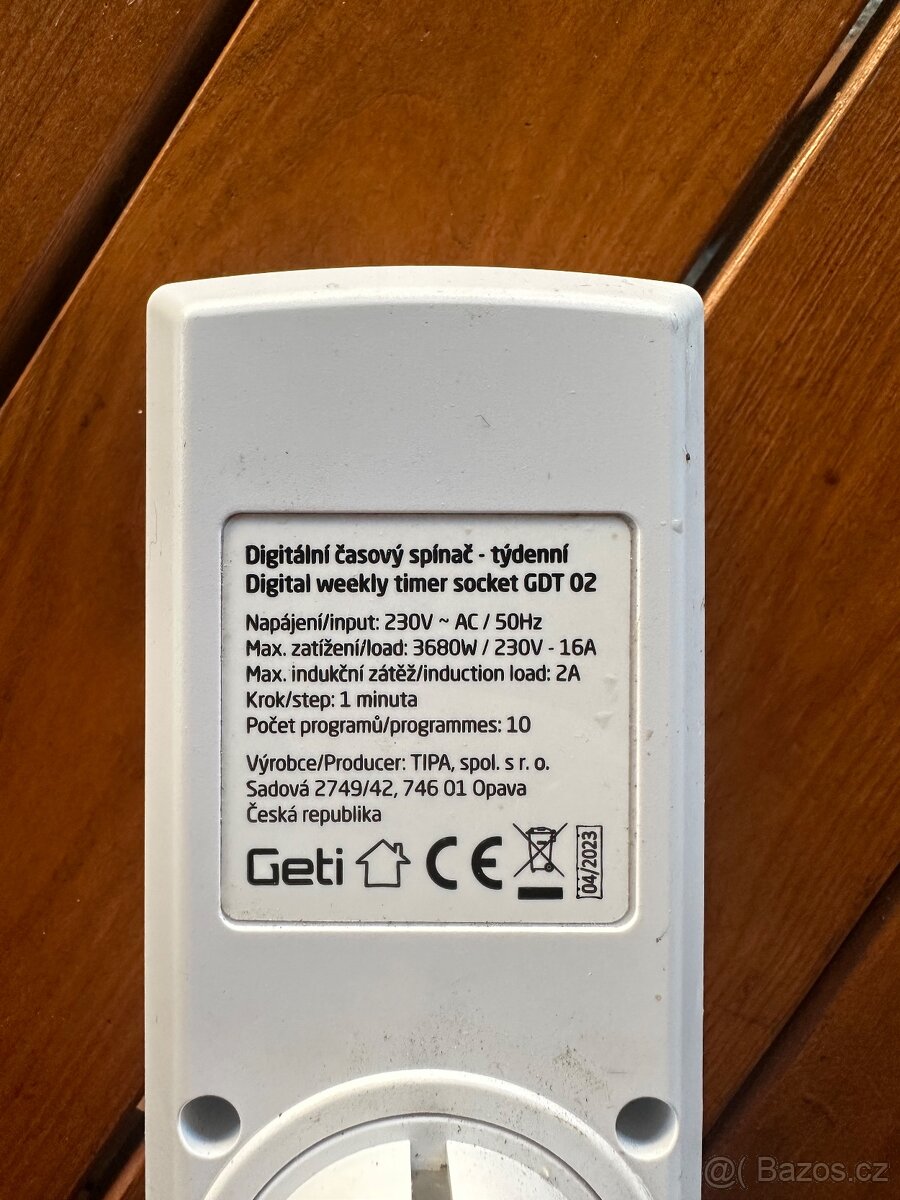 Digitální časový spínač - týdenní
Digital weekly timer socket GDT 02
Napájení/input: 230V ~ AC / 50Hz
Max. zatížení/load: 3680W / 230V - 16A
Max. indukční zátěž/induction load: 2A
Krok/step: 1 minuta
Počet programů/programmes: 10
Výrobce/Producer: TIPA, spol. s r. o.
Sadová 2749/42, 746 01 Opava
Česká republika
Geti CE 04/2023
@( Bazos.cz